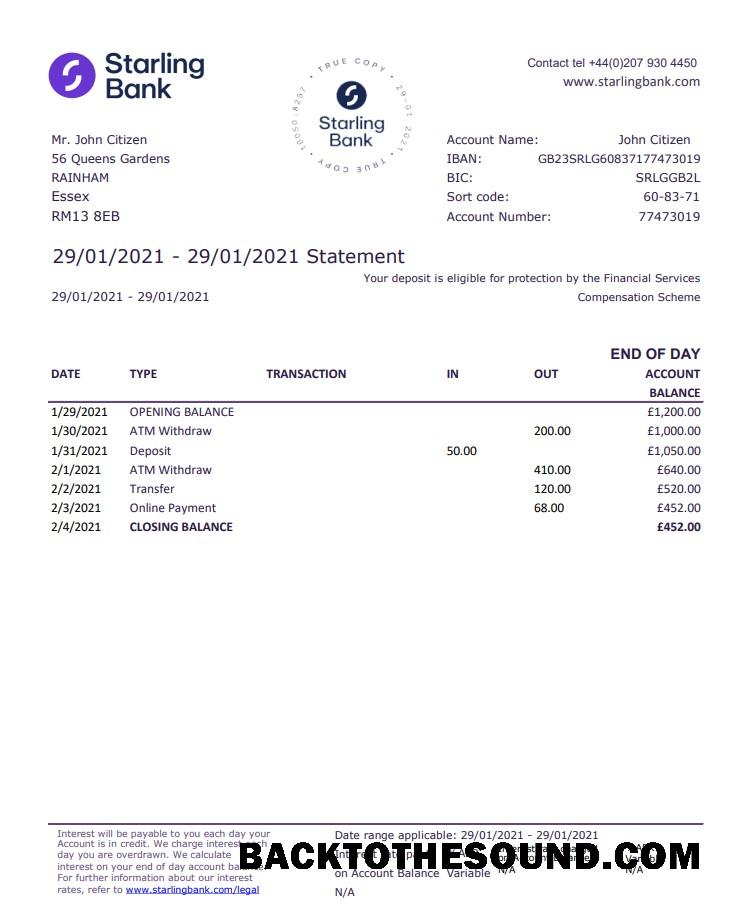 Starling
Bank
• TRUE COPY • 29-01 2021 • TRUE COPY • 10050-8267
Starling
Bank
Contact tel +44(0)207 930 4450
www.starlingbank.com
Mr. John Citizen
56 Queens Gardens
RAINHAM
Essex
RM13 8EB
Account Name: John Citizen
IBAN: GB23SRLG60837177473019
BIC: SRLGGB2L
Sort code: 60-83-71
Account Number: 77473019
29/01/2021 - 29/01/2021 Statement
Your deposit is eligible for protection by the Financial Services
Compensation Scheme
29/01/2021 - 29/01/2021
END OF DAY
DATE TYPE TRANSACTION IN OUT ACCOUNT
BALANCE
1/29/2021 OPENING BALANCE £1,200.00
1/30/2021 ATM Withdraw 200.00 £1,000.00
1/31/2021 Deposit 50.00 £1,050.00
2/1/2021 ATM Withdraw 410.00 £640.00
2/2/2021 Transfer 120.00 £520.00
2/3/2021 Online Payment 68.00 £452.00
2/4/2021 CLOSING BALANCE £452.00
Interest will be payable to you each day your
Account is in credit. We charge interest each
day you are overdrawn. We calculate
interest on your end of day account balance.
For further information about our interest
rates, refer to www.starlingbank.com/legal
Date range applicable: 29/01/2021 - 29/01/2021
Interest rate
on Account Balance Variable
N/A
N/A
N/A
BACKTOTHESOUND.COM